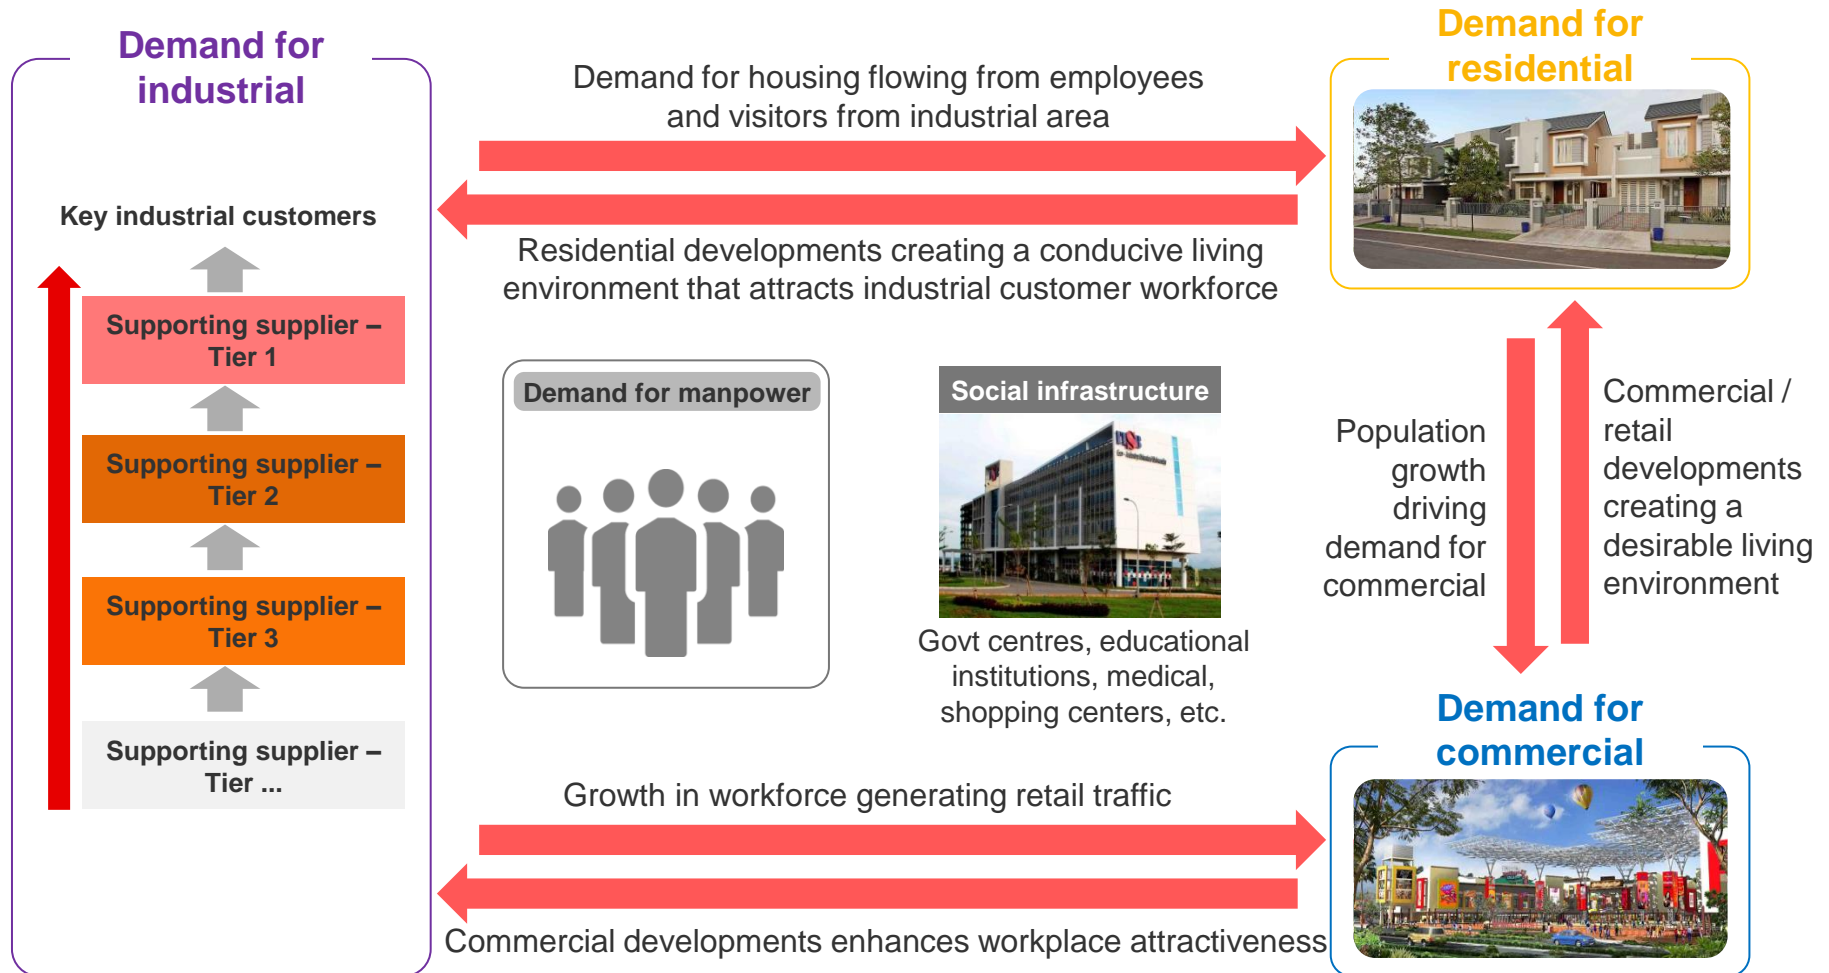 Demand for
industrial
Key industrial customers
Supporting supplier –
Tier 1
Supporting supplier –
Tier 2
Supporting supplier –
Tier 3
Supporting supplier –
Tier ...
Demand for housing flowing from employees
and visitors from industrial area
Residential developments creating a conducive living
environment that attracts industrial customer workforce
Demand for manpower
Social infrastructure
Govt centres, educational
institutions, medical,
shopping centers, etc.
Growth in workforce generating retail traffic
Commercial developments enhances workplace attractiveness
Demand for
residential
Population
growth
driving
demand for
commercial
Commercial /
retail
developments
creating a
desirable living
environment
Demand for
commercial